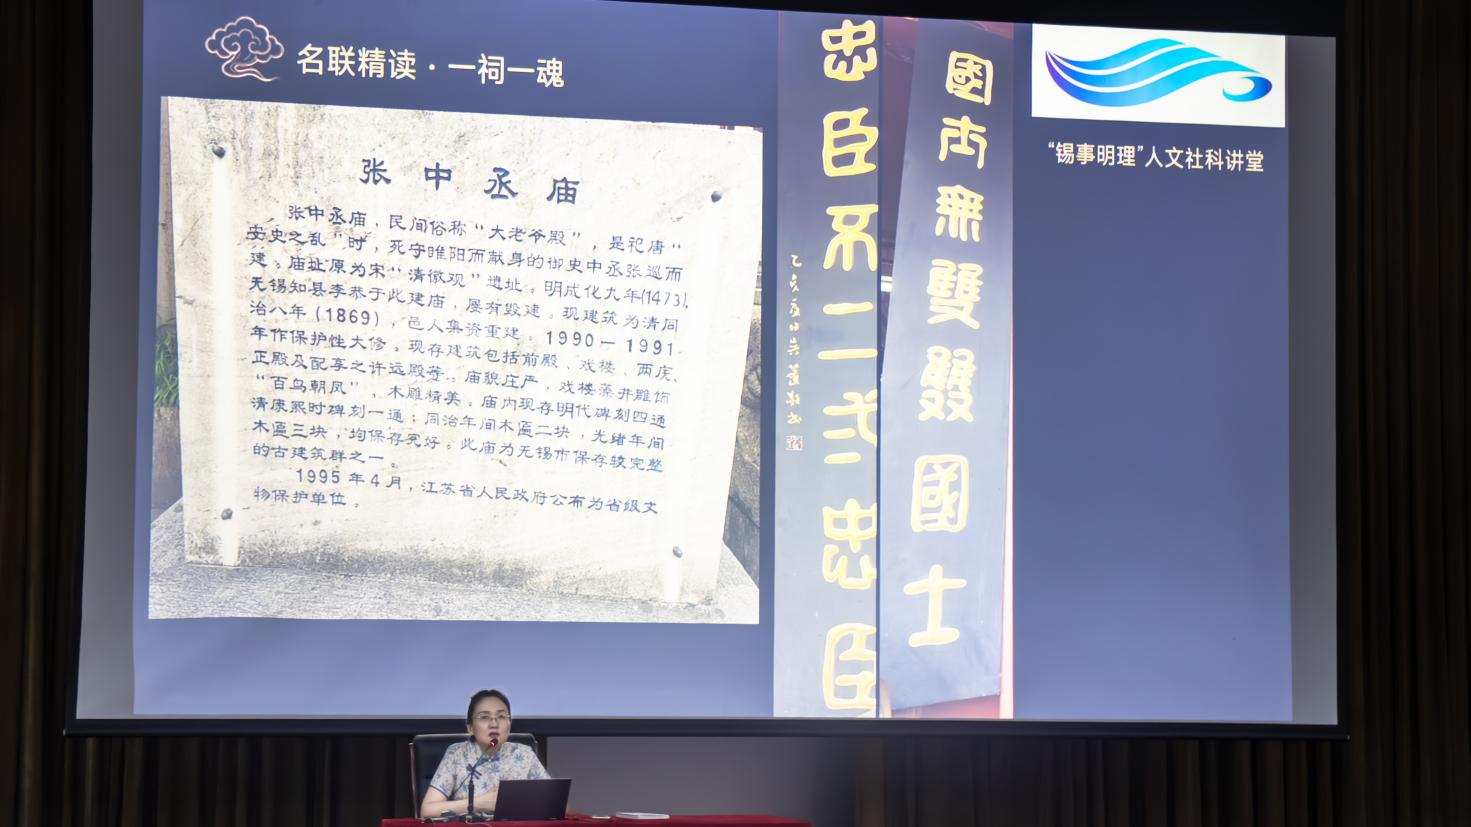 名联精读·一祠一魂
张中丞庙
张中丞庙，民间俗称“大老爷殿”，是祀唐“
安史之乱”时，死守睢阳而献身的御史中丞张巡而
建。庙址原为宋“清微观”遗址。明成化九年(1473),
无锡知县李恭于此建庙，屡有毁建。现建筑为清同
治八年(1869)，邑人集资重建。1990—1991
年作保护性大修。现存建筑包括前殿、戏楼、两庑、
正殿及配享之许远殿等。庙貌庄严，戏楼藻井雕饰
“百鸟朝凤”，木雕精美。庙内现存明代碑刻四通
清康熙时碑刻一通；同治年间木匾二块，光绪年间
木匾三块，均保存完好。此庙为无锡市保存较完整
的古建筑群之一。
1995年4月，江苏省人民政府公布为省级文
物保护单位。
國士無雙雙國士
忠臣不二二忠臣
“锡事明理”人文社科讲堂